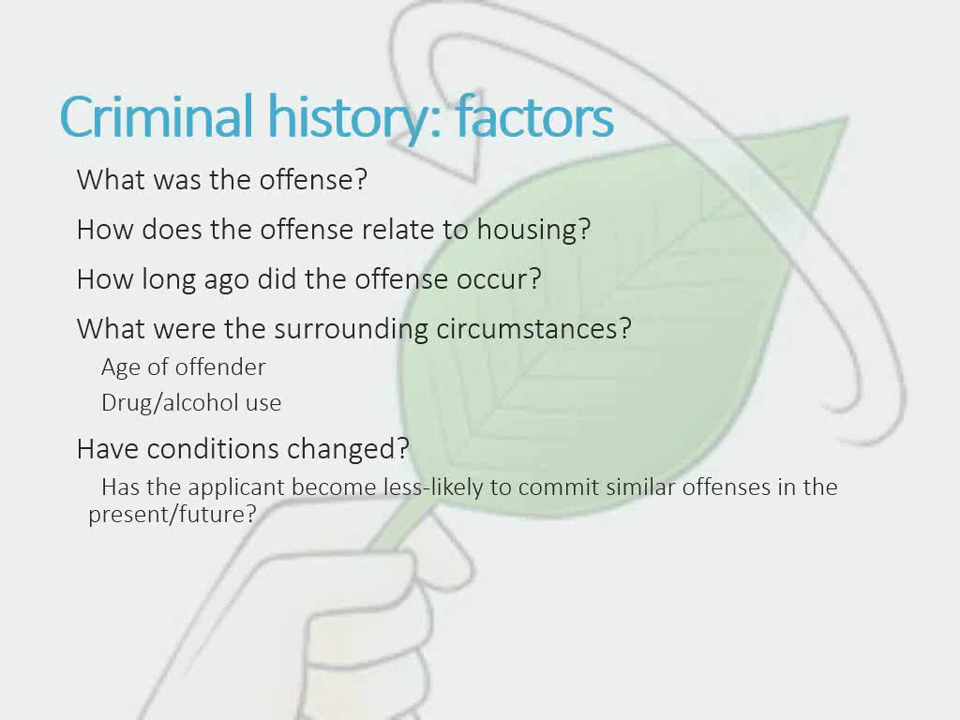 Criminal history: factors
What was the offense?
How does the offense relate to housing?
How long ago did the offense occur?
What were the surrounding circumstances?
Age of offender
Drug/alcohol use
Have conditions changed?
Has the applicant become less-likely to commit similar offenses in the
present/future?